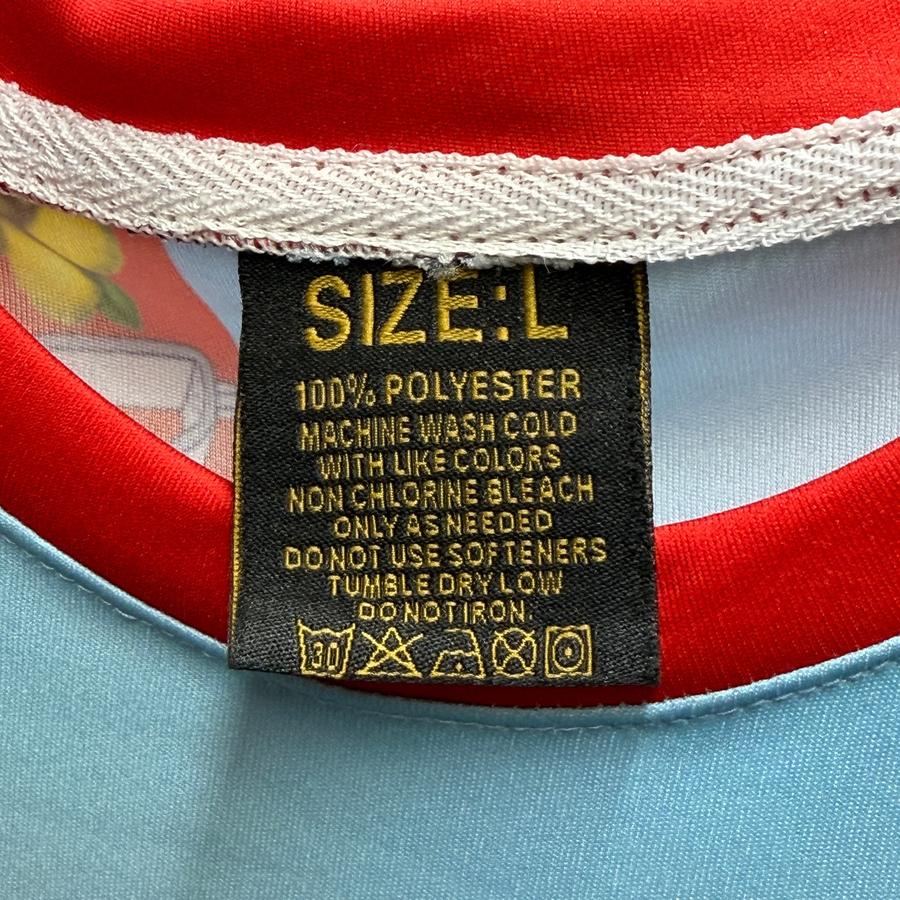 SIZE:L
100% POLYESTER
MACHINE WASH COLD
WITH LIKE COLORS
NON CHLORINE BLEACH
ONLY AS NEEDED
DO NOT USE SOFTENERS
TUMBLE DRY LOW
DO NOT IRON.
30